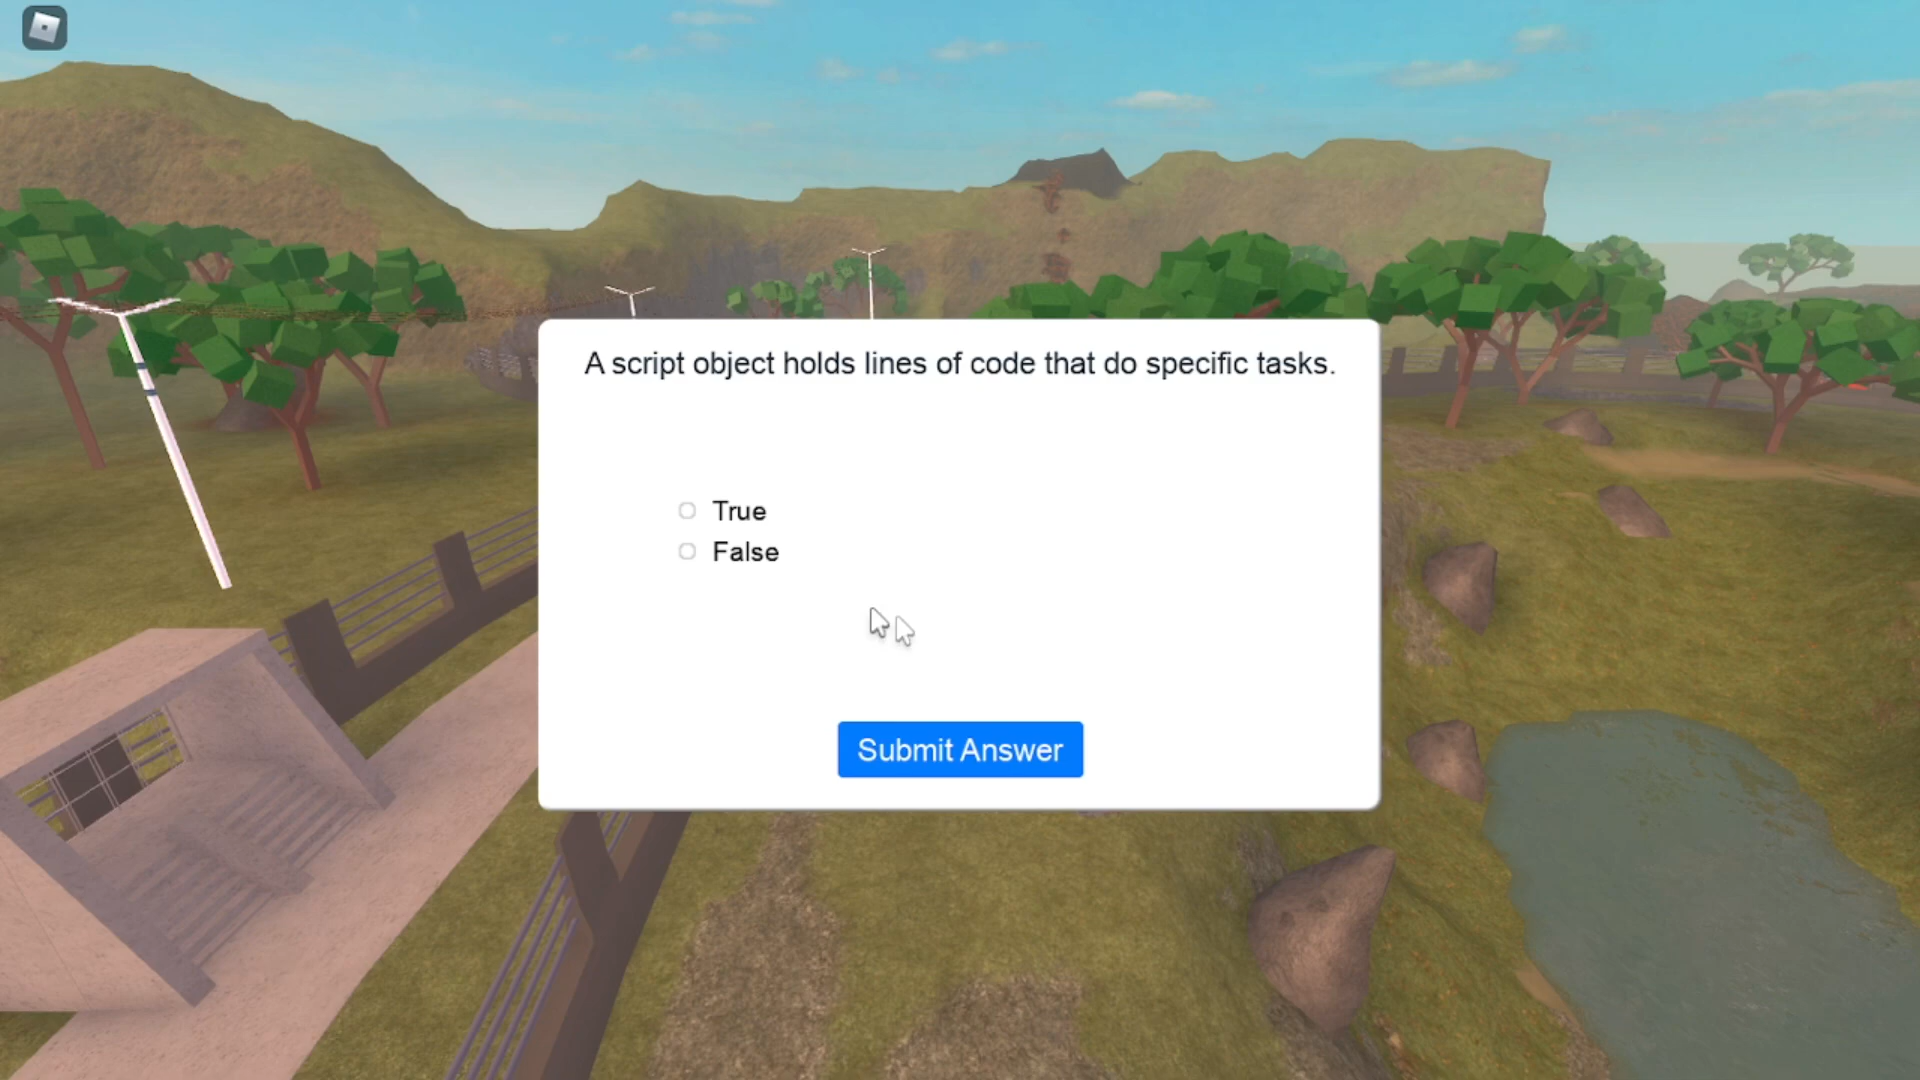 A script object holds lines of code that do specific tasks.
True
False
Submit Answer